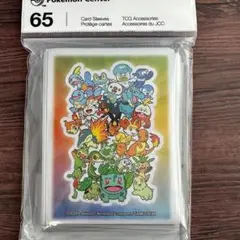 Pokémon Center
65
Card Sleeves
Protège-cartes
TCG Accessories
Accessoires du JCC